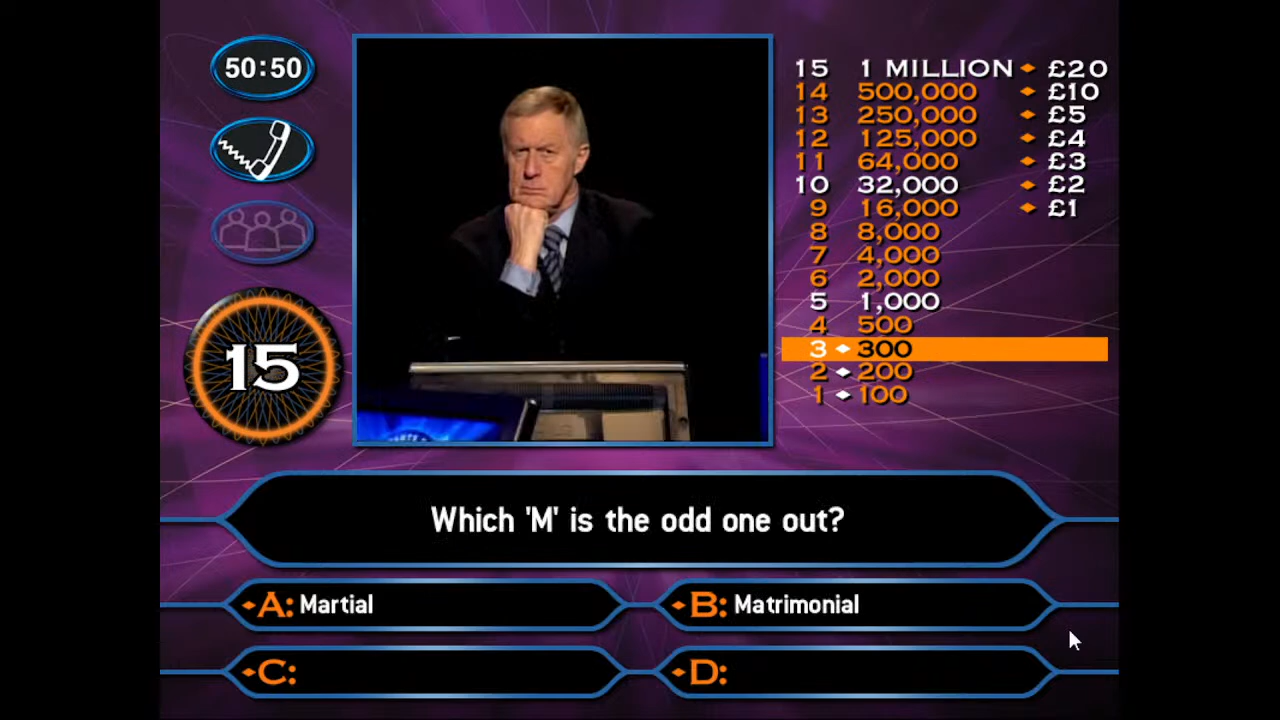 50:50
15
15 1 MILLION £20
14 500,000 £10
13 250,000 £5
12 125,000 £4
11 64,000 £3
10 32,000 £2
9 16,000 £1
8 8,000
7 4,000
6 2,000
5 1,000
4 500
3 300
2 200
1 100
Which 'M' is the odd one out?
A: Martial
B: Matrimonial
C:
D: